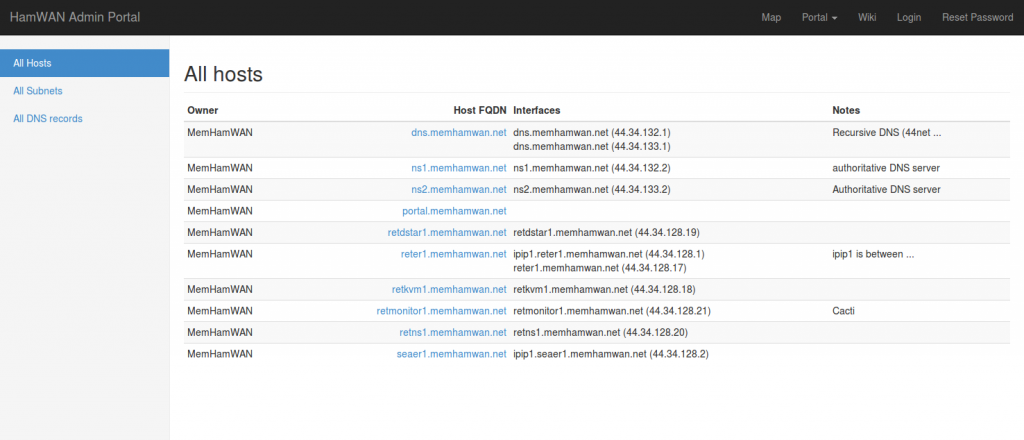 HamWAN Admin Portal Map Portal Wiki Login Reset Password
All Hosts
All Subnets
All DNS records
All hosts
Owner Host FQDN Interfaces Notes
MemHamWAN dns.memhamwan.net dns.memhamwan.net (44.34.132.1) Recursive DNS (44net ...
dns.memhamwan.net (44.34.133.1)
MemHamWAN ns1.memhamwan.net ns1.memhamwan.net (44.34.132.2) authoritative DNS server
MemHamWAN ns2.memhamwan.net ns2.memhamwan.net (44.34.133.2) Authoritative DNS server
MemHamWAN portal.memhamwan.net
MemHamWAN retdstar1.memhamwan.net retdstar1.memhamwan.net (44.34.128.19)
MemHamWAN reter1.memhamwan.net ipip1.reter1.memhamwan.net (44.34.128.1) ipip1 is between ...
reter1.memhamwan.net (44.34.128.17)
MemHamWAN retkvm1.memhamwan.net retkvm1.memhamwan.net (44.34.128.18)
MemHamWAN retmonitor1.memhamwan.net retmonitor1.memhamwan.net (44.34.128.21) Cacti
MemHamWAN retns1.memhamwan.net retns1.memhamwan.net (44.34.128.20)
MemHamWAN seaer1.memhamwan.net ipip1.seaer1.memhamwan.net (44.34.128.2)